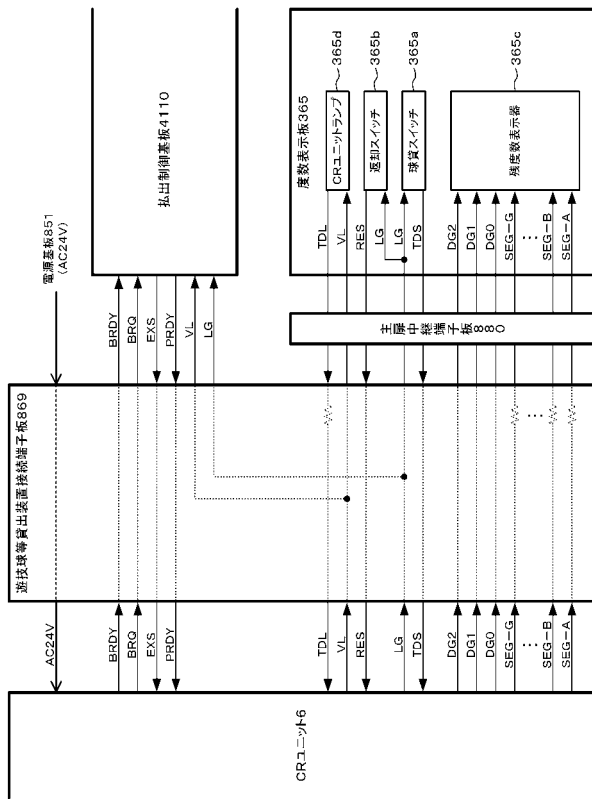 電源基板851
(AC24V)
払出制御基板4110
度数表示板365
CRユニットランプ
365d
返却スイッチ
365b
球貸スイッチ
365a
残度数表示器
365c
BRDY
BRQ
EXS
PRDY
VL
LG
TDL
VL
RES
LG
LG
TDS
DG2
DG1
DG0
SEG-G
⋮
SEG-B
SEG-A
主扉中継端子板880
遊技球等貸出装置接続端子板869
⋮
AC24V
BRDY
BRQ
EXS
PRDY
TDL
VL
RES
LG
TDS
DG2
DG1
DG0
SEG-G
⋮
SEG-B
SEG-A
CRユニット6